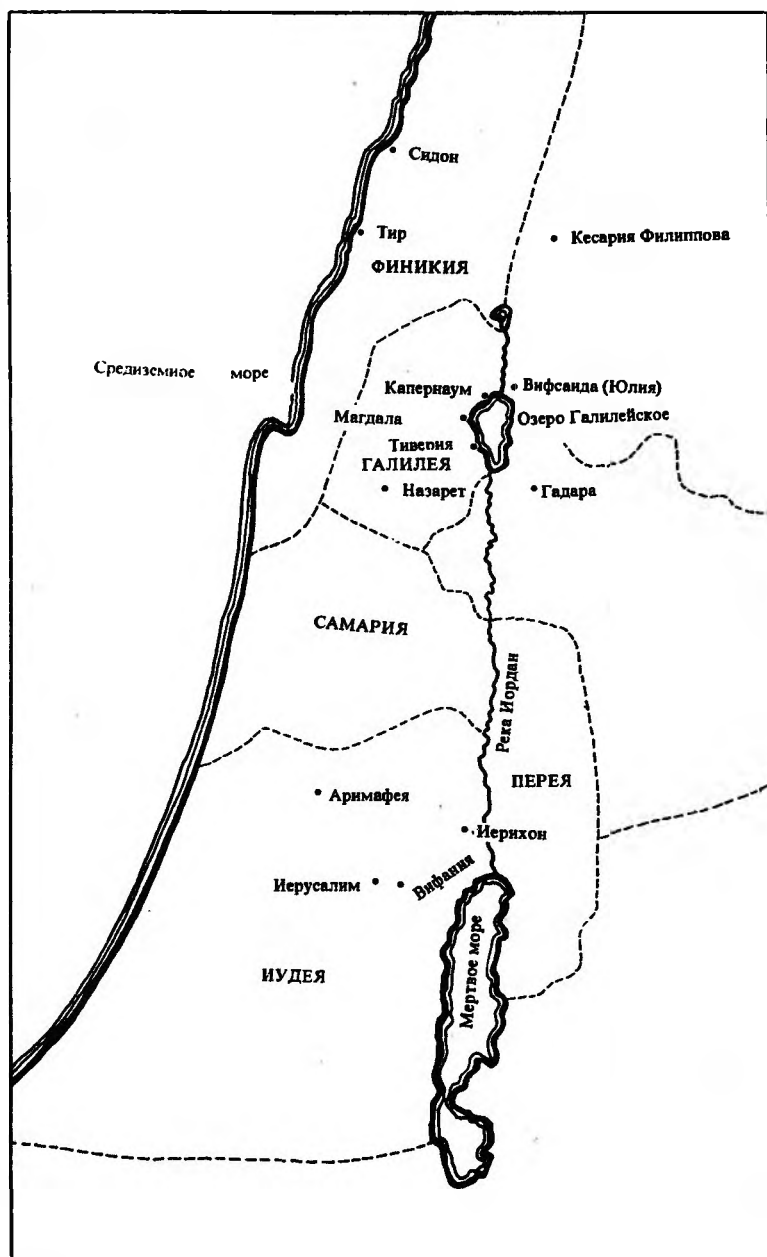 Сидон
Тир
Кесария Филиппова
ФИНИКИЯ
Средиземное море
Капернаум
Вифсаида (Юлия)
Магдала
Озеро Галилейское
Тиверия
ГАЛИЛЕЯ
Назарет
Гадара
САМАРИЯ
Река Иордан
ПЕРЕЯ
Аримафея
Иерихон
Иерусалим
Вифания
ИУДЕЯ
Мертвое море